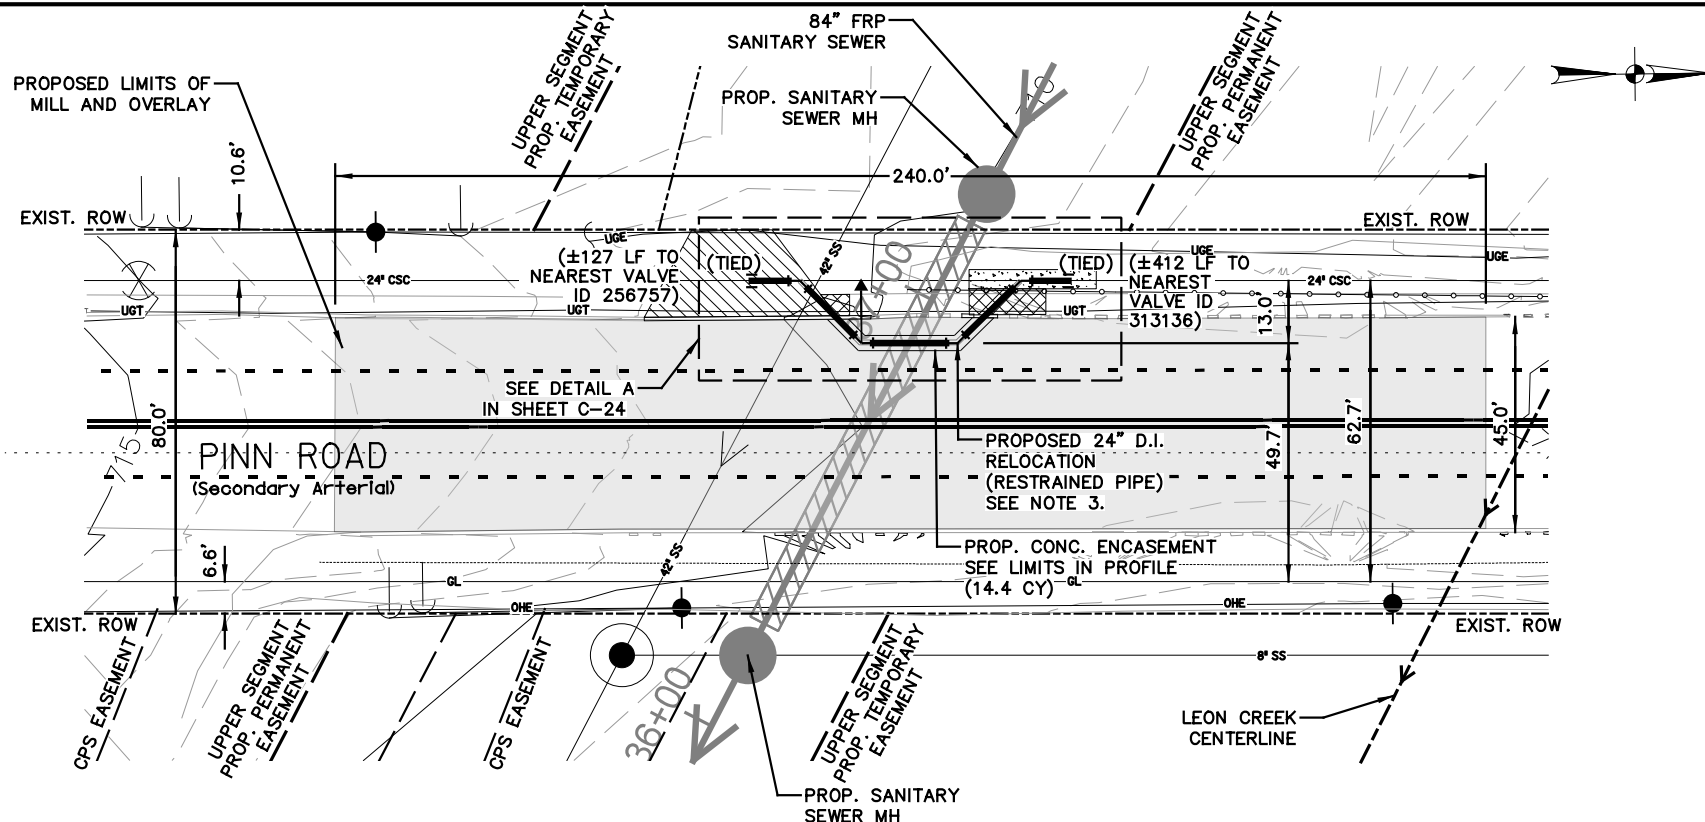 84" FRP
SANITARY SEWER
PROP. SANITARY
SEWER MH
PROPOSED LIMITS OF
MILL AND OVERLAY
UPPER SEGMENT
PROP. TEMPORARY
EASEMENT
UPPER SEGMENT
PROP. PERMANENT
EASEMENT
10.6'
240.0'
EXIST. ROW
EXIST. ROW
UGE
UGE
UGE
(±127 LF TO
NEAREST VALVE
ID 256757)
(TIED)
42" SS
(TIED)
(±412 LF TO
NEAREST
VALVE ID
313136)
24" CSC
24" CSC
UGT
UGT
UGT
13.0'
SEE DETAIL A
IN SHEET C-24
80.0'
715
PINN ROAD
(Secondary Arterial)
PROPOSED 24" D.I.
RELOCATION
(RESTRAINED PIPE)
SEE NOTE 3.
49.7'
62.7'
45.0'
PROP. CONC. ENCASEMENT
SEE LIMITS IN PROFILE
(14.4 CY)
6.6'
GL
GL
42" SS
OHE
OHE
EXIST. ROW
EXIST. ROW
CPS EASEMENT
UPPER SEGMENT
PROP. PERMANENT
EASEMENT
CPS EASEMENT
36+00
UPPER SEGMENT
PROP. TEMPORARY
EASEMENT
8" SS
LEON CREEK
CENTERLINE
PROP. SANITARY
SEWER MH